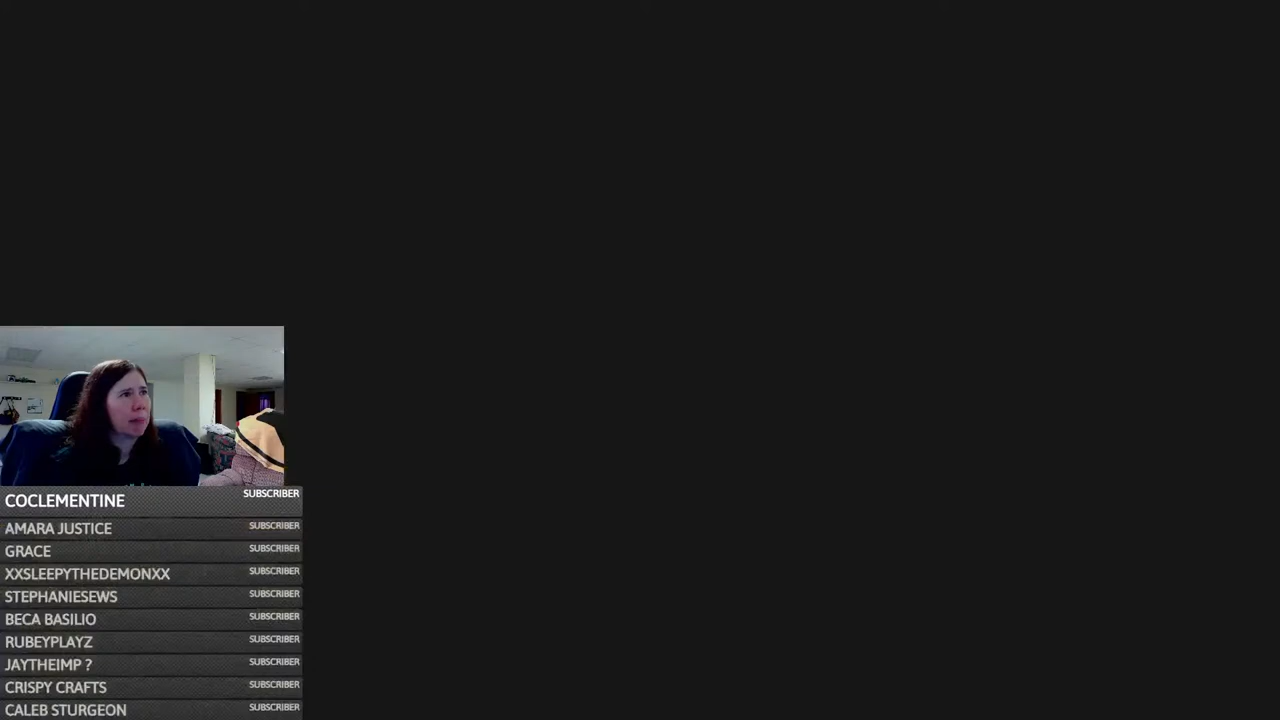 COCLEMENTINE SUBSCRIBER
AMARA JUSTICE SUBSCRIBER
GRACE SUBSCRIBER
XXSLEEPYTHEDEMONXX SUBSCRIBER
STEPHANIESEWS SUBSCRIBER
BECA BASILIO SUBSCRIBER
RUBEYPLAYZ SUBSCRIBER
JAYTHEIMP ? SUBSCRIBER
CRISPY CRAFTS SUBSCRIBER
CALEB STURGEON SUBSCRIBER